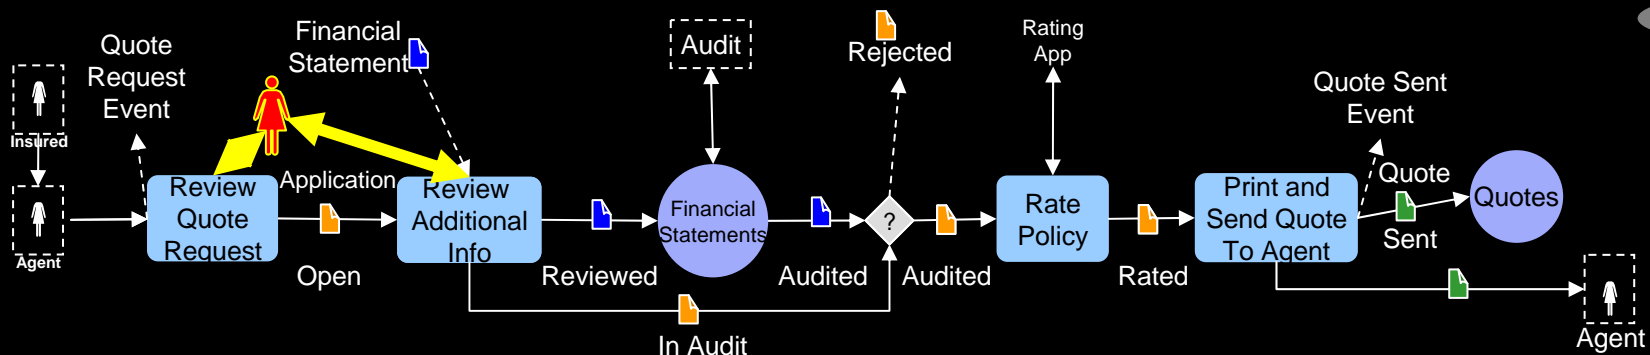 Quote
Request
Event
Financial
Statement
Audit
Rejected
Rating
App
Quote Sent
Event
Insured
Agent
Review
Quote
Request
Application
Open
Review
Additional
Info
Reviewed
Financial
Statements
Audited
?
Audited
Rate
Policy
Rated
Print and
Send Quote
To Agent
Quote
Sent
Quotes
In Audit
Agent